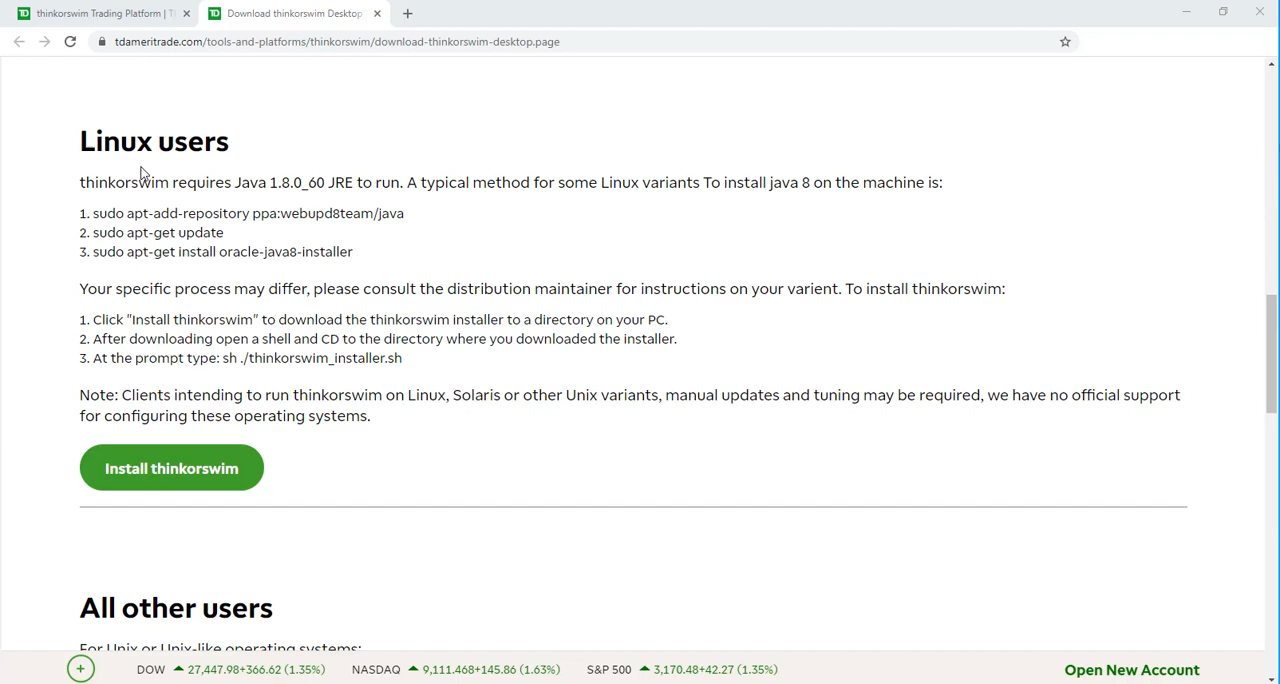 thinkorswim Trading Platform | T
Download thinkorswim Desktop
tdameritrade.com/tools-and-platforms/thinkorswim/download-thinkorswim-desktop.page
Linux users
thinkorswim requires Java 1.8.0_60 JRE to run. A typical method for some Linux variants To install java 8 on the machine is:
1. sudo apt-add-repository ppa:webupd8team/java
2. sudo apt-get update
3. sudo apt-get install oracle-java8-installer
Your specific process may differ, please consult the distribution maintainer for instructions on your varient. To install thinkorswim:
1. Click "Install thinkorswim" to download the thinkorswim installer to a directory on your PC.
2. After downloading open a shell and CD to the directory where you downloaded the installer.
3. At the prompt type: sh ./thinkorswim_installer.sh
Note: Clients intending to run thinkorswim on Linux, Solaris or other Unix variants, manual updates and tuning may be required, we have no official support
for configuring these operating systems.
Install thinkorswim
All other users
For Unix or Unix-like operating systems:
DOW 27,447.98+366.62 (1.35%) NASDAQ 9,111.468+145.86 (1.63%) S&P 500 3,170.48+42.27 (1.35%) Open New Account